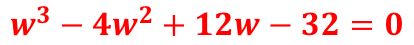 w³ − 4w² + 12w − 32 = 0